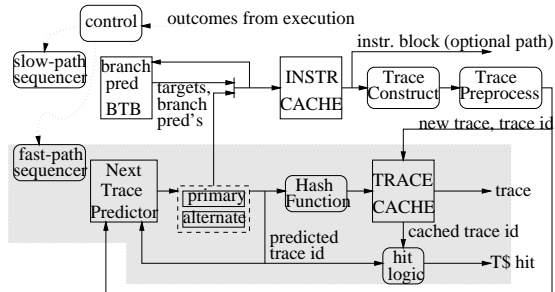 control
outcomes from execution
slow-path
sequencer
branch
pred
BTB
targets,
branch
pred's
INSTR
CACHE
instr. block (optional path)
Trace
Construct
Trace
Preprocess
new trace, trace id
fast-path
sequencer
Next
Trace
Predictor
primary
alternate
Hash
Function
TRACE
CACHE
trace
cached trace id
predicted
trace id
hit
logic
T$ hit